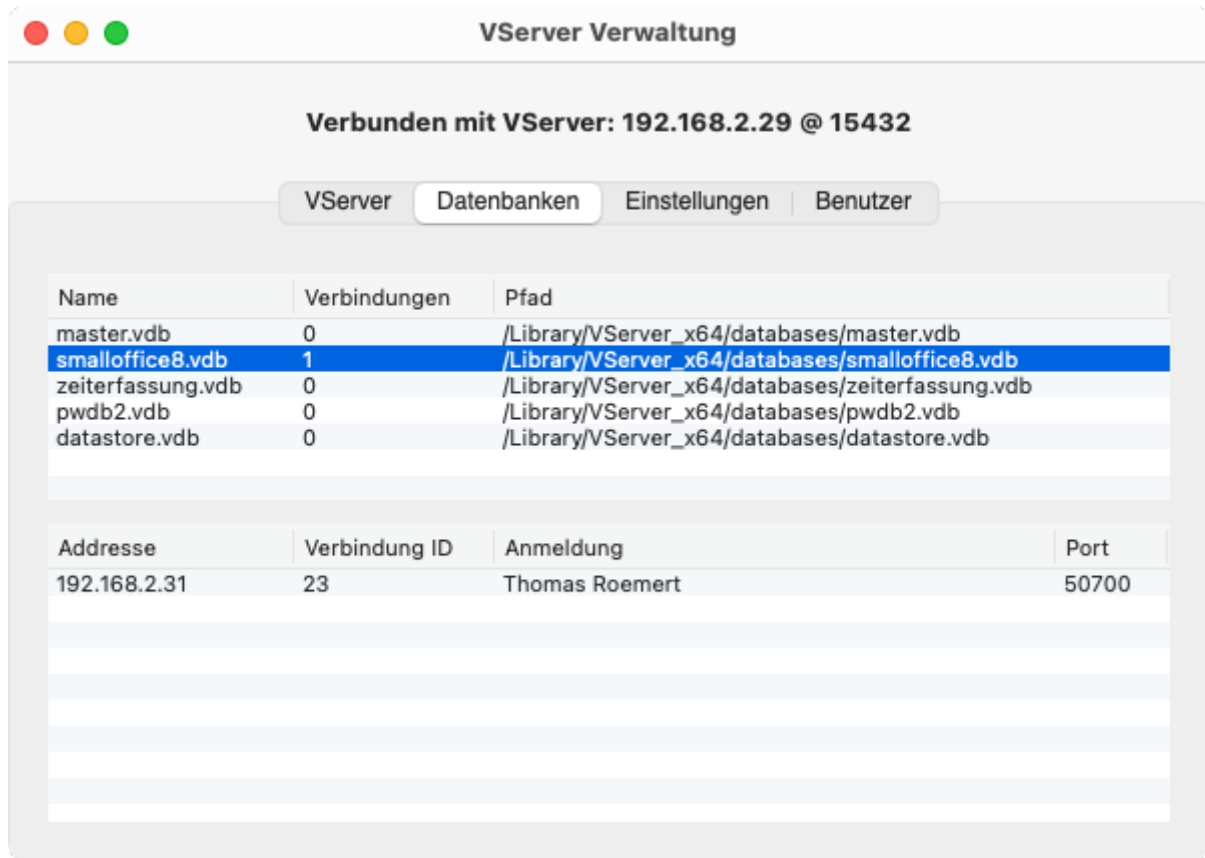 VServer Verwaltung
Verbunden mit VServer: 192.168.2.29 @ 15432
VServer Datenbanken Einstellungen Benutzer
Name Verbindungen Pfad
master.vdb 0 /Library/VServer_x64/databases/master.vdb
smalloffice8.vdb 1 /Library/VServer_x64/databases/smalloffice8.vdb
zeiterfassung.vdb 0 /Library/VServer_x64/databases/zeiterfassung.vdb
pwdb2.vdb 0 /Library/VServer_x64/databases/pwdb2.vdb
datastore.vdb 0 /Library/VServer_x64/databases/datastore.vdb
Addresse Verbindung ID Anmeldung Port
192.168.2.31 23 Thomas Roemert 50700